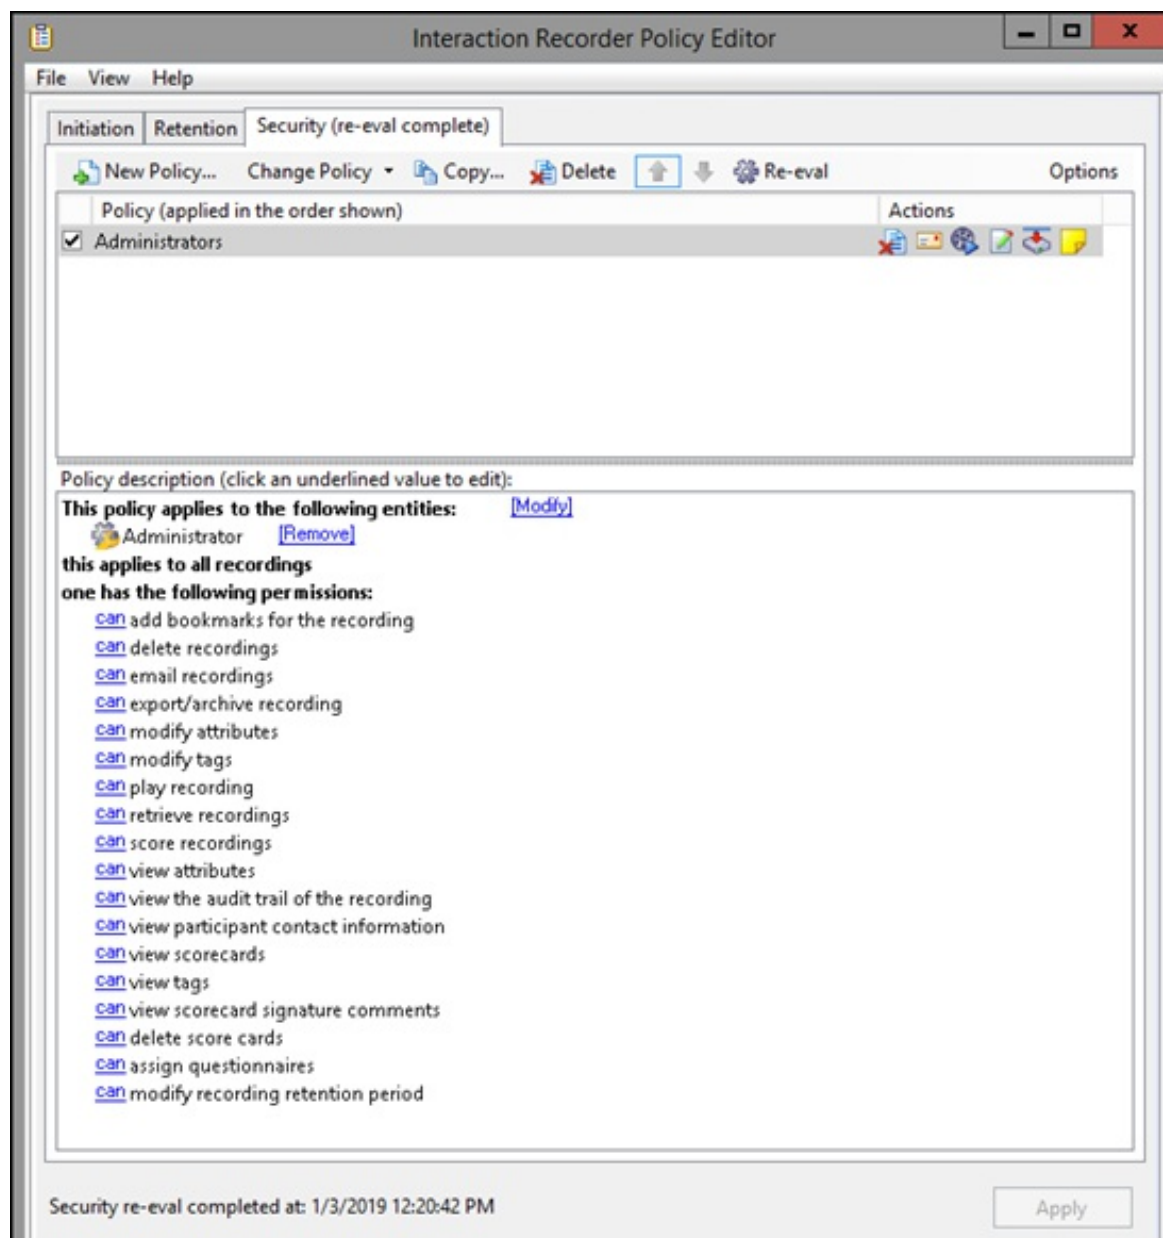 Interaction Recorder Policy Editor
File View Help
Initiation Retention Security (re-eval complete)
New Policy... Change Policy Copy... Delete Re-eval Options
Policy (applied in the order shown) Actions
Administrators
Policy description (click an underlined value to edit):
This policy applies to the following entities: [Modify]
Administrator [Remove]
this applies to all recordings
one has the following permissions:
can add bookmarks for the recording
can delete recordings
can email recordings
can export/archive recording
can modify attributes
can modify tags
can play recording
can retrieve recordings
can score recordings
can view attributes
can view the audit trail of the recording
can view participant contact information
can view scorecards
can view tags
can view scorecard signature comments
can delete score cards
can assign questionnaires
can modify recording retention period
Security re-eval completed at: 1/3/2019 12:20:42 PM Apply